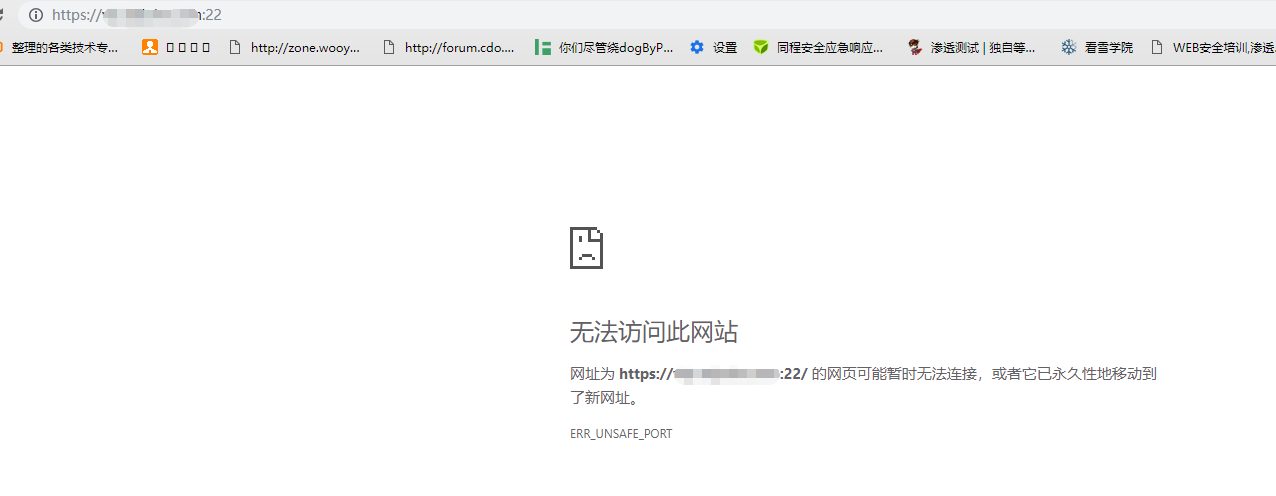 https:// :22
整理的各类技术专... http://zone.wooy... http://forum.cdo.... 你们尽管绕dogByP... 设置 同程安全应急响应... 渗透测试 | 独自等... 看雪学院 WEB安全培训,渗透
无法访问此网站
网址为 https:// :22/ 的网页可能暂时无法连接，或者它已永久性地移动到
了新网址。
ERR_UNSAFE_PORT